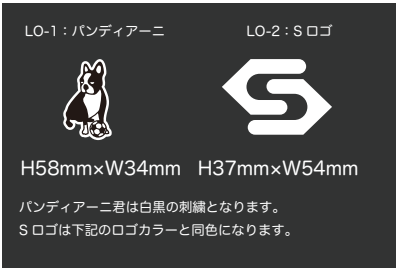 LO-1：パンディアーニ
LO-2：Sロゴ
H58mm×W34mm
H37mm×W54mm
パンディアーニ君は白黒の刺繍となります。
Sロゴは下記のロゴカラーと同色になります。